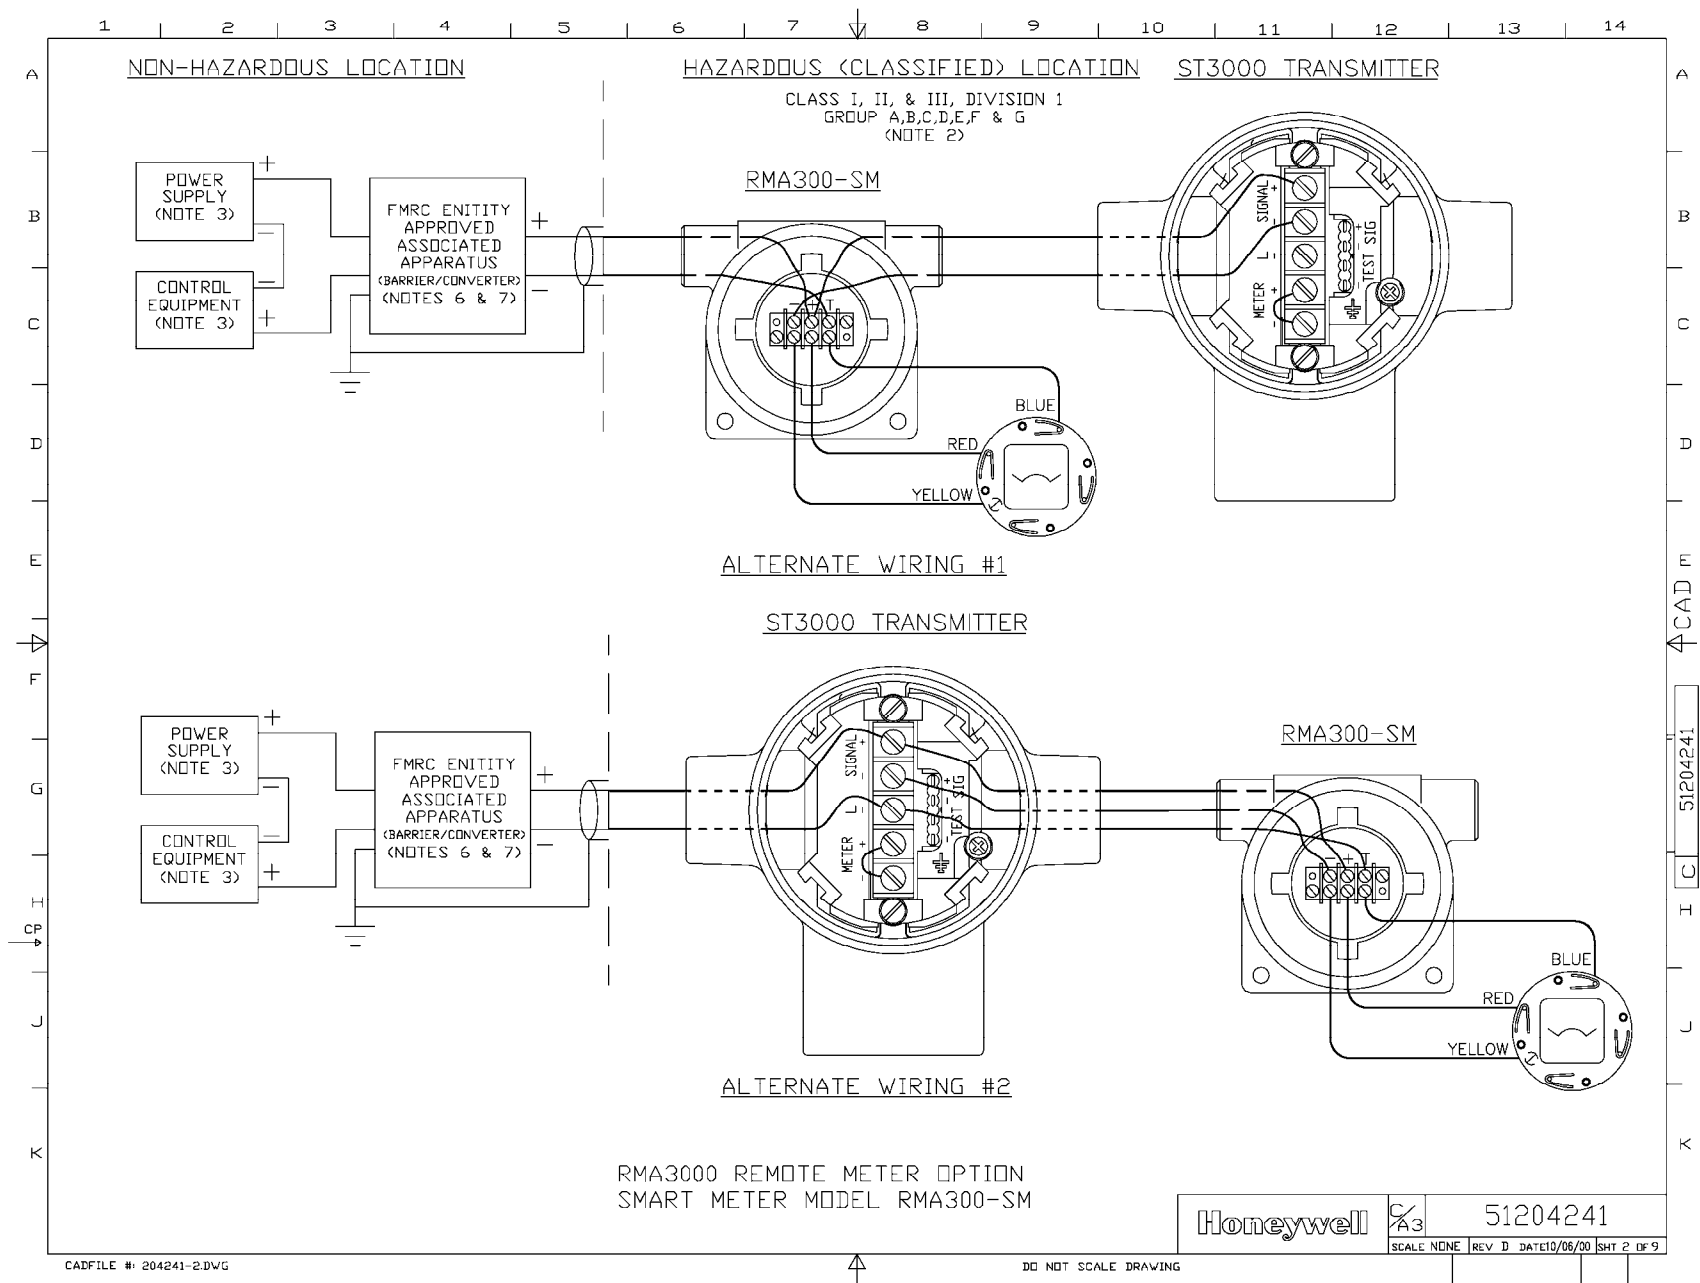 1 2 3 4 5 6 7 8 9 10 11 12 13 14
A
NON-HAZARDOUS LOCATION
HAZARDOUS (CLASSIFIED) LOCATION
ST3000 TRANSMITTER
A
CLASS I, II, & III, DIVISION 1
GROUP A,B,C,D,E,F & G
(NOTE 2)
RMA300-SM
B
POWER
SUPPLY
(NOTE 3)
+
-
CONTROL
EQUIPMENT
(NOTE 3)
-
+
FMRC ENITITY
APPROVED
ASSOCIATED
APPARATUS
(BARRIER/CONVERTER)
(NOTES 6 & 7)
+
-
- + T
SIGNAL
+
-
L
-
METER
+
-
+
-
TEST SIG
B
C
C
D
BLUE
RED
YELLOW
D
E
ALTERNATE WIRING #1
E
CAD
ST3000 TRANSMITTER
F
RMA300-SM
G
POWER
SUPPLY
(NOTE 3)
+
-
CONTROL
EQUIPMENT
(NOTE 3)
-
+
FMRC ENITITY
APPROVED
ASSOCIATED
APPARATUS
(BARRIER/CONVERTER)
(NOTES 6 & 7)
+
-
SIGNAL
+
-
L
-
METER
+
-
+
-
TEST SIG
- + T
51204241
C
H
CP
H
BLUE
RED
YELLOW
J
J
ALTERNATE WIRING #2
K
K
RMA3000 REMOTE METER OPTION
SMART METER MODEL RMA300-SM
Honeywell
C/A3
51204241
SCALE NONE
REV D DATE10/06/00
SHT 2 OF 9
CADFILE #: 204241-2.DWG
DO NOT SCALE DRAWING